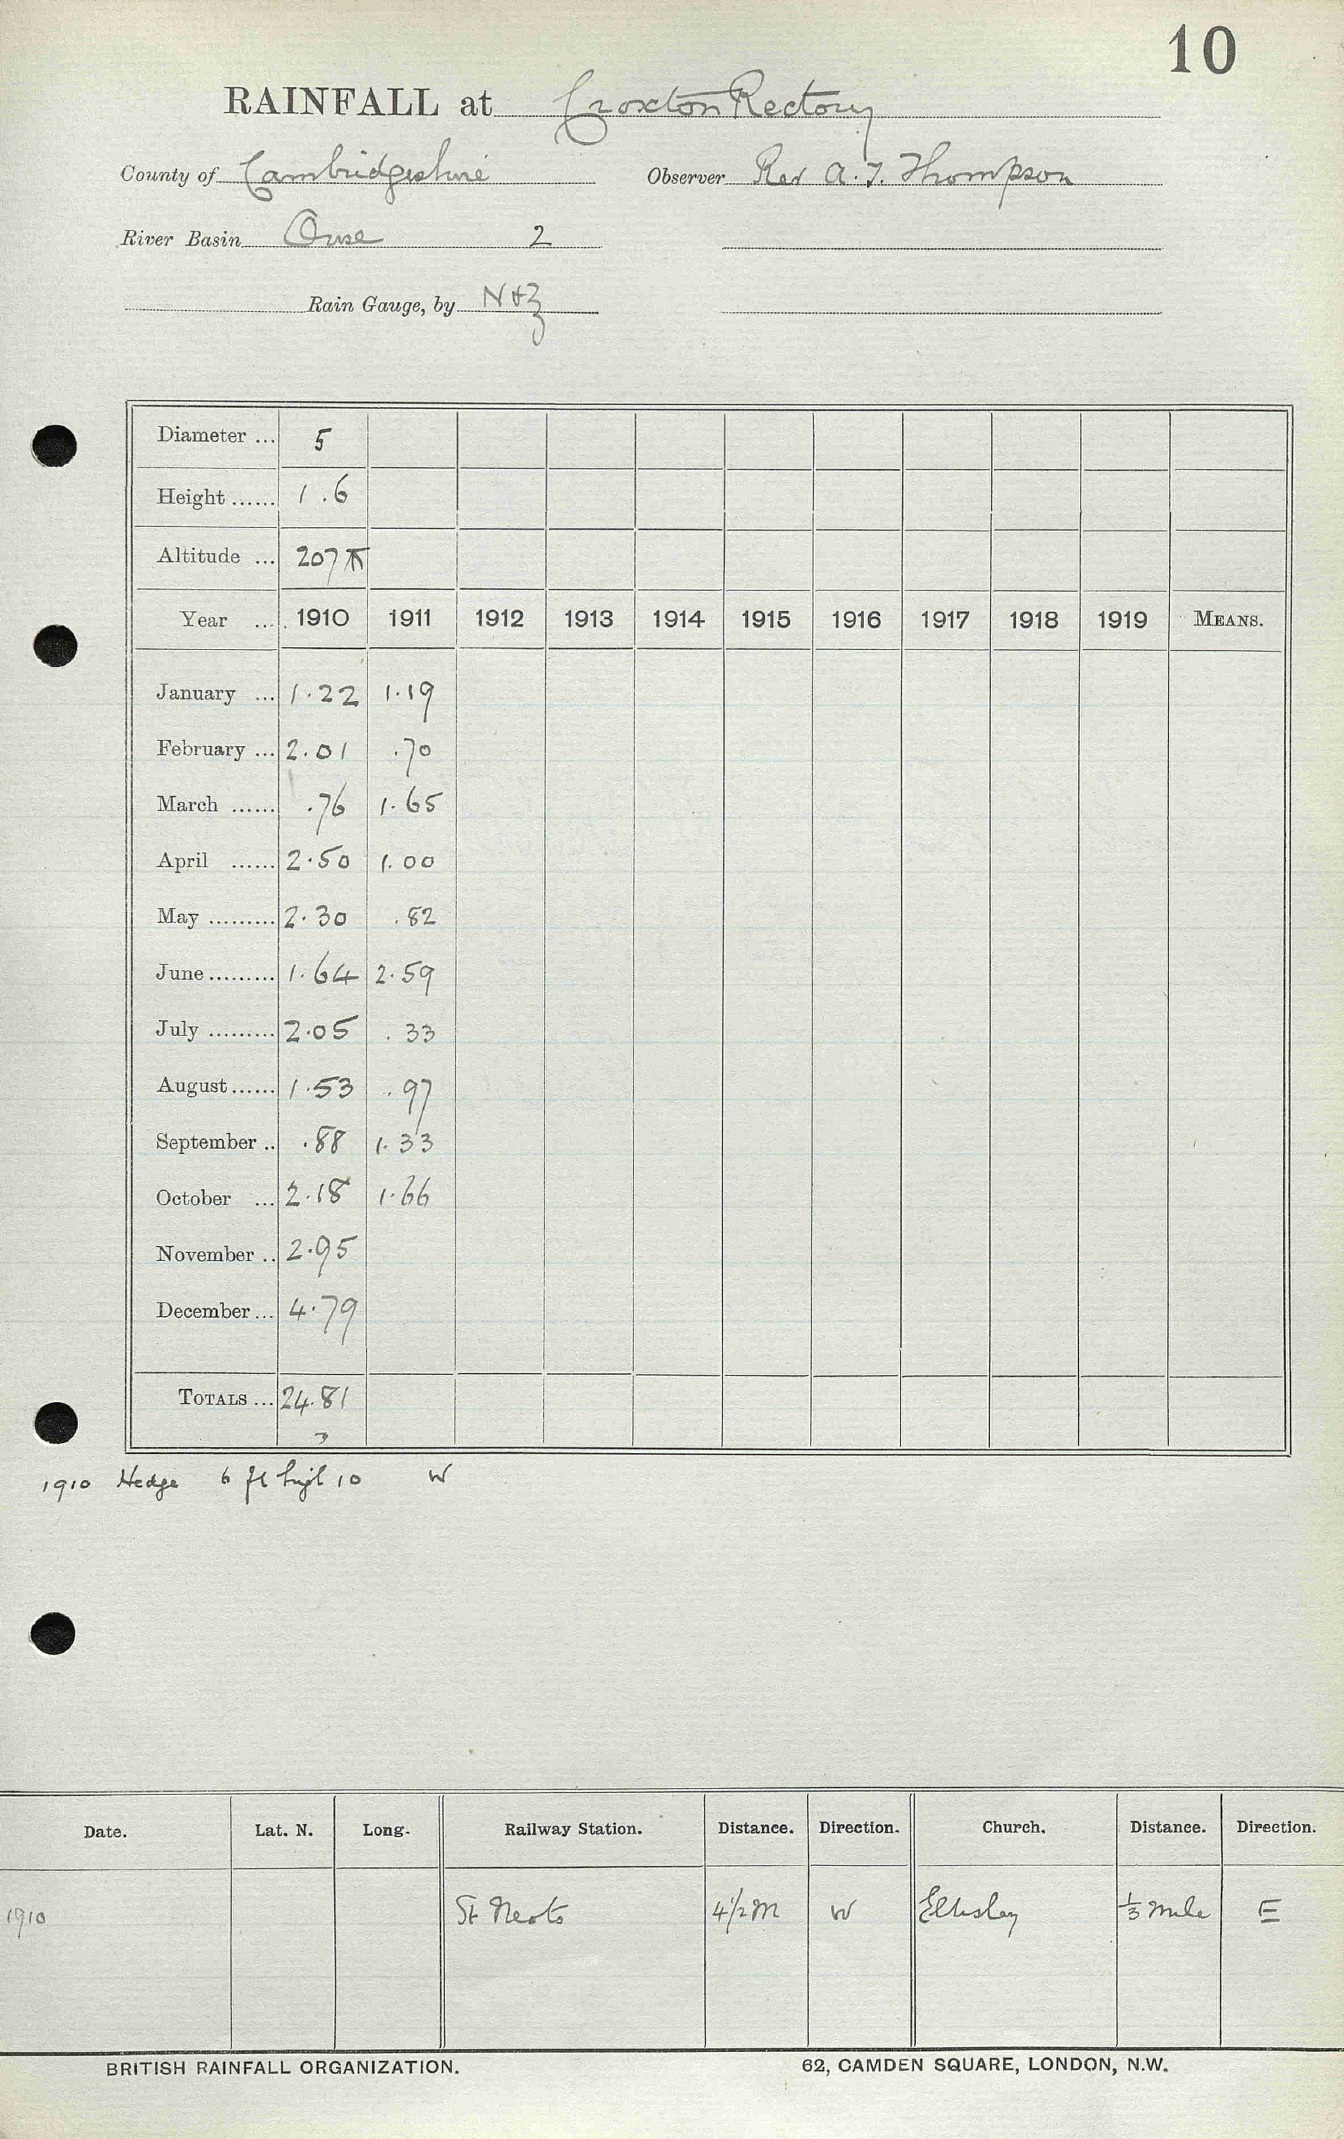 10
RAINFALL at Croxton Rectory
County of Cambridgeshire Observer Rev A. T. Thompson
River Basin Ouse 2
Rain Gauge, by N & Z
Diameter ... 5
Height ...... 1.6
Altitude ... 207
Year ... 1910 1911 1912 1913 1914 1915 1916 1917 1918 1919 MEANS.
January ... 1.22 1.19
February ... 2.01 .70
March ...... .76 1.65
April ...... 2.50 1.00
May ......... 2.30 .82
June ......... 1.64 2.59
July ......... 2.05 .33
August ...... 1.53 .97
September .. .88 1.33
October ... 2.18 1.66
November .. 2.95
December ... 4.79
TOTALS ... 24.81
1910 Hedge 6 ft high 10 W
Date. Lat. N. Long. Railway Station. Distance. Direction. Church. Distance. Direction.
1910 St Neots 4 1/2 M W Eltisley 1/3 mile E
BRITISH RAINFALL ORGANIZATION. 62, CAMDEN SQUARE, LONDON, N.W.